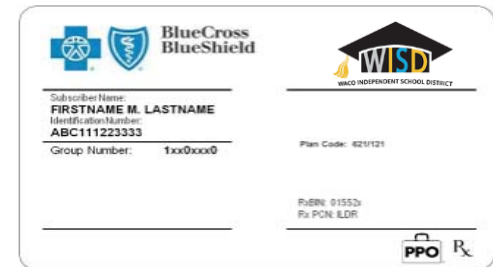 BlueCross
BlueShield
WISD
WACO INDEPENDENT SCHOOL DISTRICT
Subscriber Name:
FIRSTNAME M. LASTNAME
Identification Number:
ABC111223333
Group Number: 1xx0xxx0
Plan Code: 621/121
RxBIN: 01552x
Rx PCN: ILDR
PPO Rx